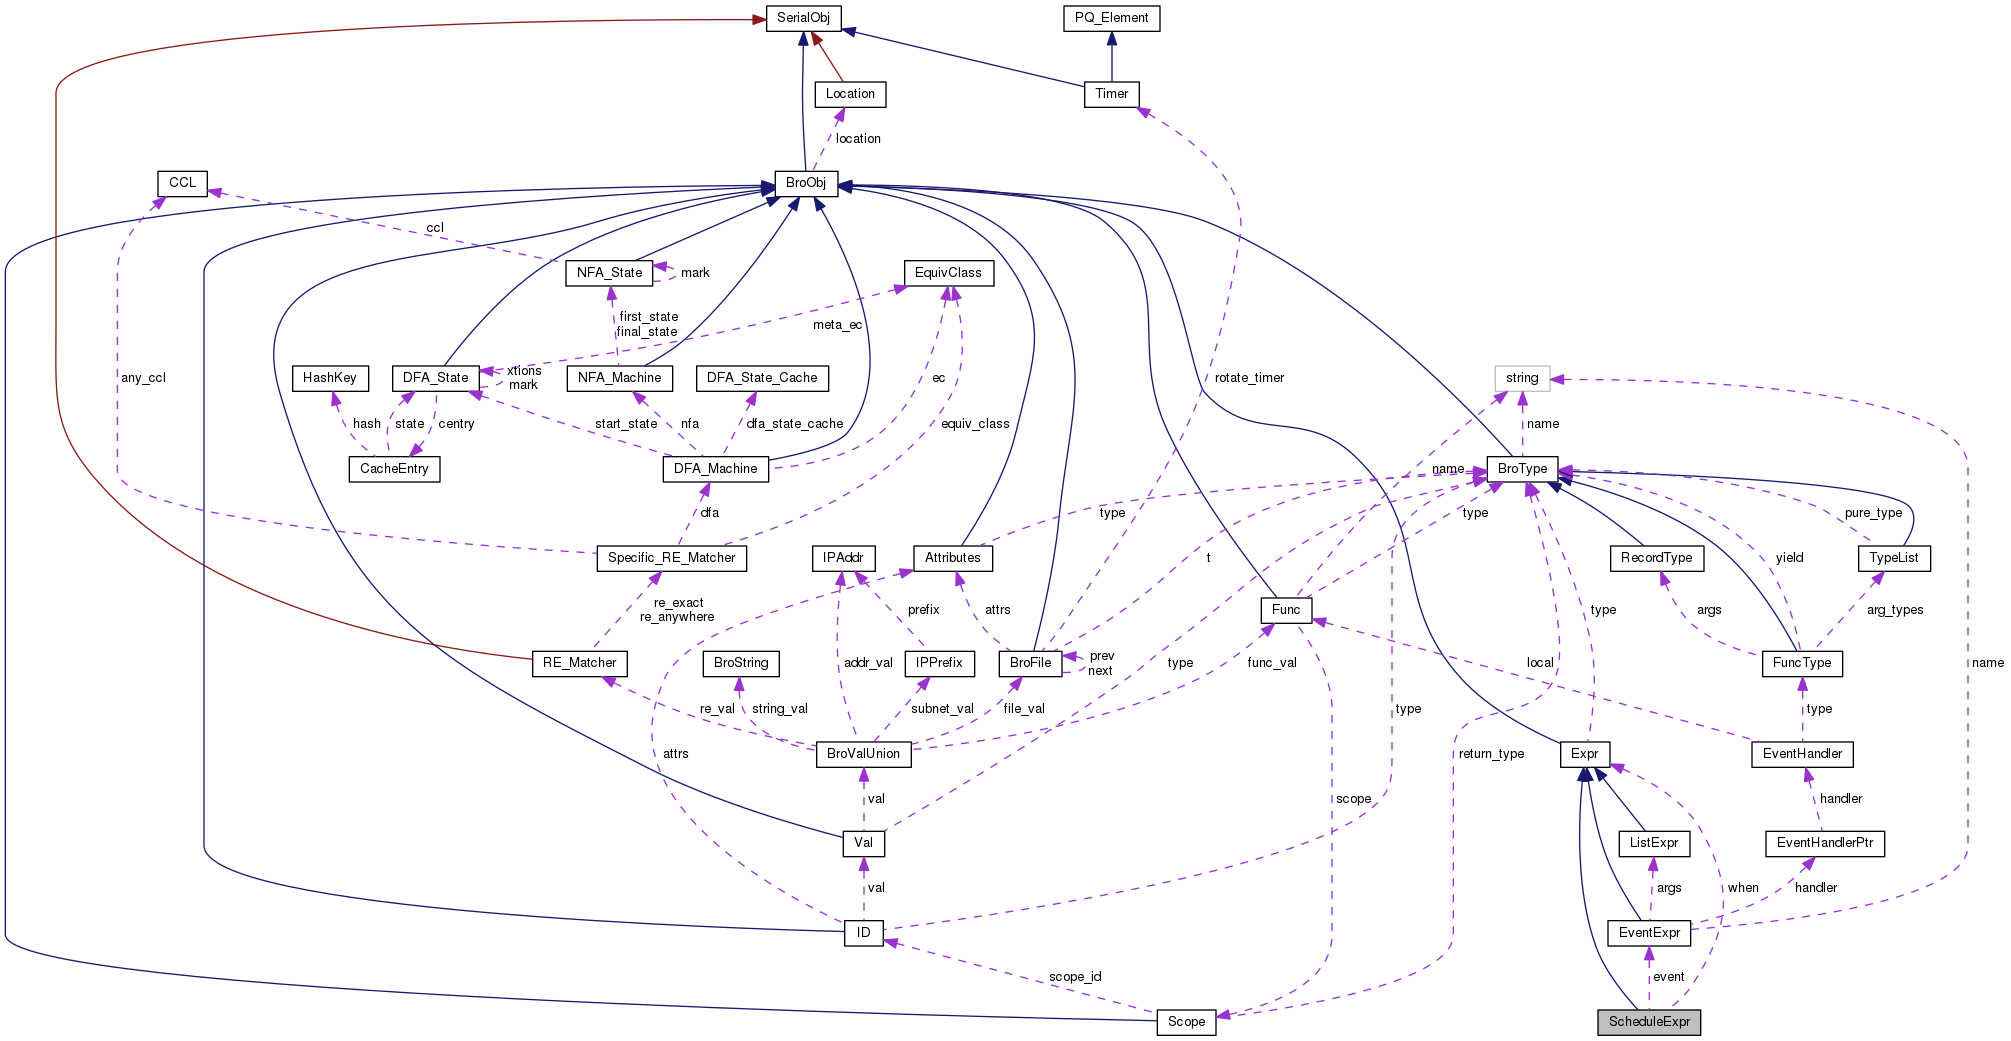 SerialObj
PQ_Element
Location
Timer
location
CCL
BroObj
ccl
NFA_State
mark
EquivClass
first_state
final_state
meta_ec
HashKey
DFA_State
xtions
mark
NFA_Machine
DFA_State_Cache
any_ccl
ec
rotate_timer
string
hash
state
centry
start_state
nfa
dfa_state_cache
equiv_class
name
CacheEntry
DFA_Machine
name
BroType
dfa
type
type
pure_type
Specific_RE_Matcher
IPAddr
Attributes
t
RecordType
yield
TypeList
re_exact
re_anywhere
prefix
attrs
Func
type
args
arg_types
RE_Matcher
BroString
addr_val
IPPrefix
BroFile
prev
next
type
func_val
local
FuncType
name
re_val
string_val
subnet_val
file_val
type
type
attrs
BroValUnion
return_type
Expr
EventHandler
val
scope
handler
Val
ListExpr
EventHandlerPtr
val
args
when
handler
ID
EventExpr
scope_id
event
Scope
ScheduleExpr